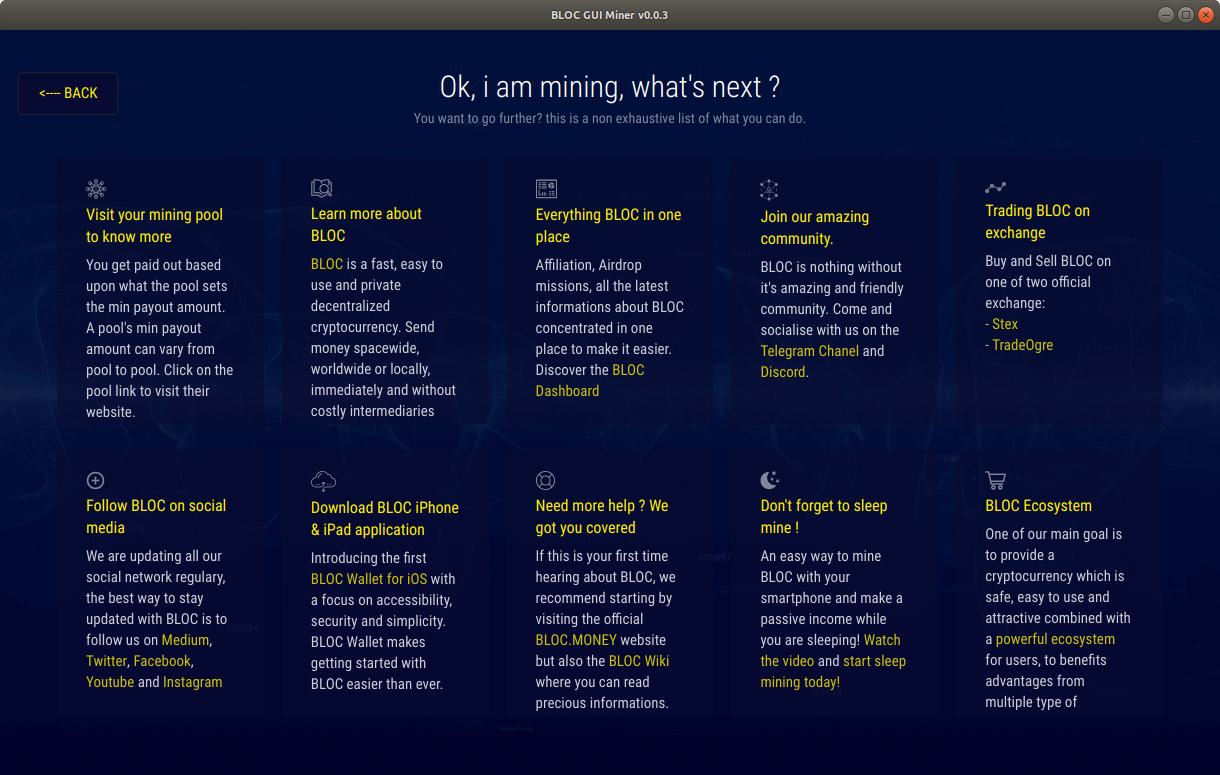 BLOC GUI Miner v0.0.3
<---- BACK
Ok, i am mining, what's next ?
You want to go further? this is a non exhaustive list of what you can do.
Visit your mining pool
to know more
You get paid out based
upon what the pool sets
the min payout amount.
A pool's min payout
amount can vary from
pool to pool. Click on the
pool link to visit their
website.
Learn more about
BLOC
BLOC is a fast, easy to
use and private
decentralized
cryptocurrency. Send
money spacewide,
worldwide or locally,
immediately and without
costly intermediaries
Everything BLOC in one
place
Affiliation, Airdrop
missions, all the latest
informations about BLOC
concentrated in one
place to make it easier.
Discover the BLOC
Dashboard
Join our amazing
community.
BLOC is nothing without
it's amazing and friendly
community. Come and
socialise with us on the
Telegram Chanel and
Discord.
Trading BLOC on
exchange
Buy and Sell BLOC on
one of two official
exchange:
- Stex
- TradeOgre
Follow BLOC on social
media
We are updating all our
social network regulary,
the best way to stay
updated with BLOC is to
follow us on Medium,
Twitter, Facebook,
Youtube and Instagram
Download BLOC iPhone
& iPad application
Introducing the first
BLOC Wallet for iOS with
a focus on accessibility,
security and simplicity.
BLOC Wallet makes
getting started with
BLOC easier than ever.
Need more help ? We
got you covered
If this is your first time
hearing about BLOC, we
recommend starting by
visiting the official
BLOC.MONEY website
but also the BLOC Wiki
where you can read
precious informations.
Don't forget to sleep
mine !
An easy way to mine
BLOC with your
smartphone and make a
passive income while
you are sleeping! Watch
the video and start sleep
mining today!
BLOC Ecosystem
One of our main goal is
to provide a
cryptocurrency which is
safe, easy to use and
attractive combined with
a powerful ecosystem
for users, to benefits
advantages from
multiple type of